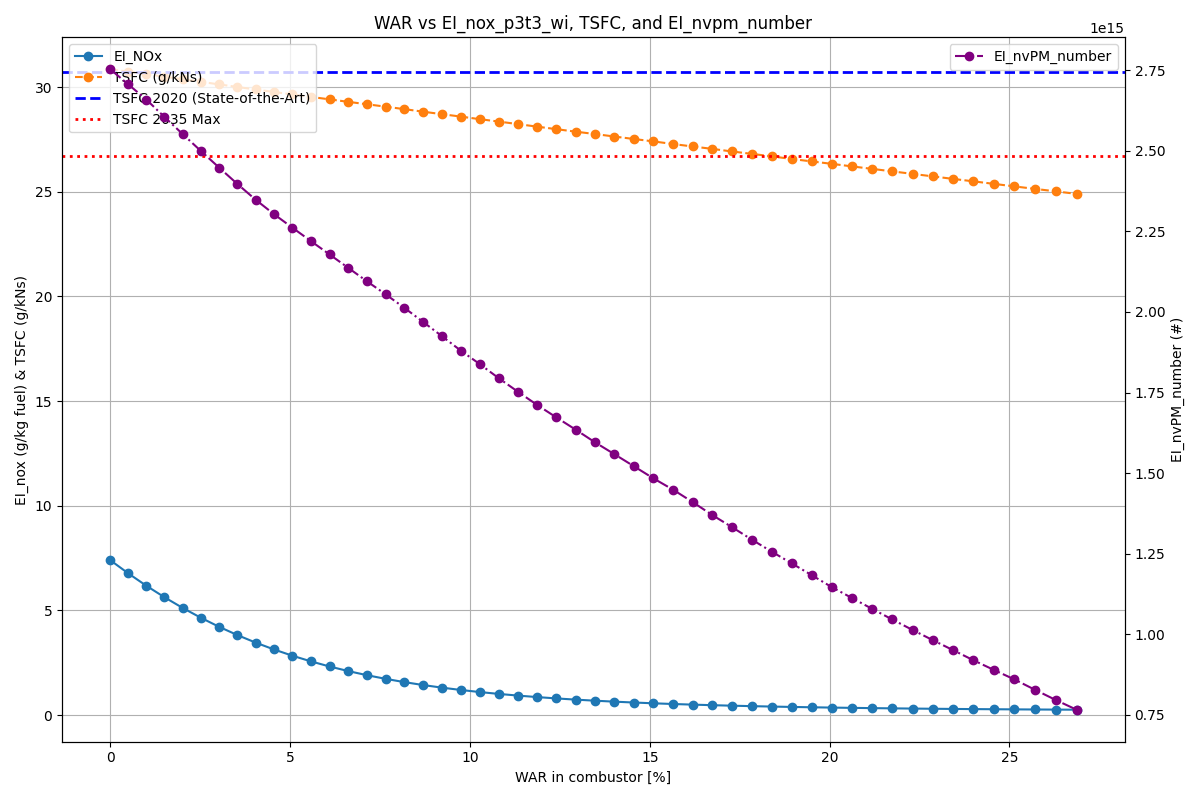 WAR vs EI_nox_p3t3_wi, TSFC, and EI_nvpm_number
1e15
EI_NOx
TSFC (g/kNs)
TSFC 2020 (State-of-the-Art)
TSFC 2035 Max
EI_nvPM_number
30
25
20
15
10
5
0
EI_nox (g/kg fuel) & TSFC (g/kNs)
2.75
2.50
2.25
2.00
1.75
1.50
1.25
1.00
0.75
EI_nvPM_number (#)
0
5
10
15
20
25
WAR in combustor [%]